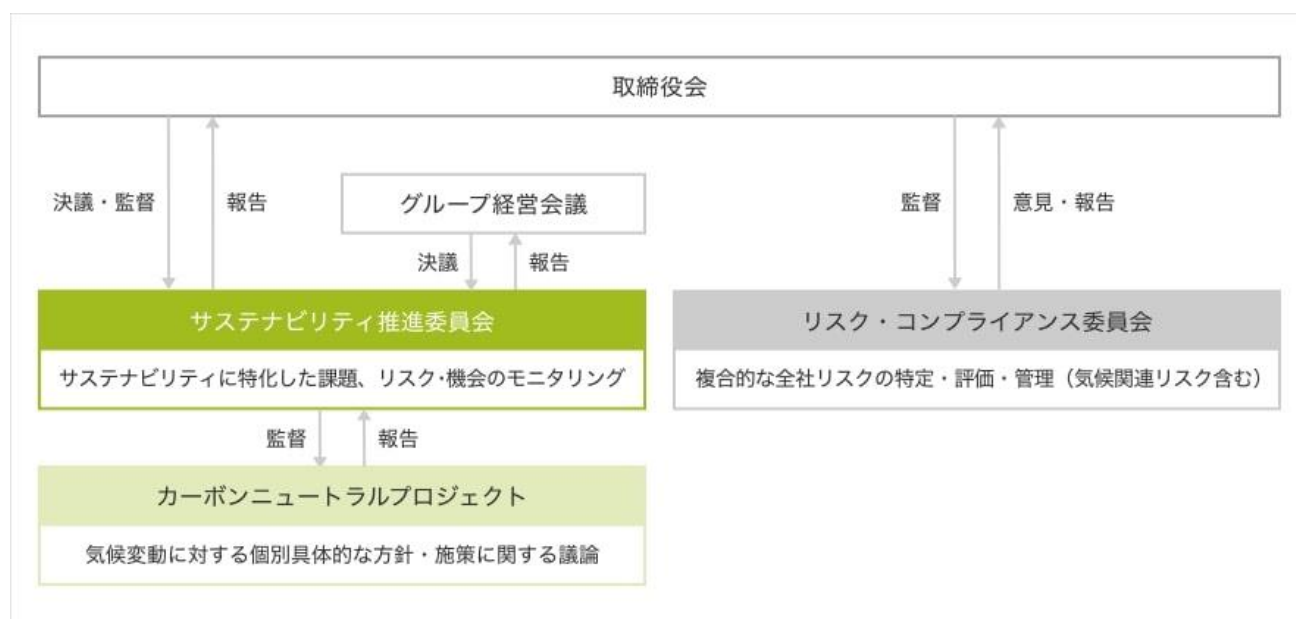 取締役会
決議・監督
報告
グループ経営会議
監督
意見・報告
決議
報告
サステナビリティ推進委員会
サステナビリティに特化した課題、リスク・機会のモニタリング
リスク・コンプライアンス委員会
複合的な全社リスクの特定・評価・管理（気候関連リスク含む）
監督
報告
カーボンニュートラルプロジェクト
気候変動に対する個別具体的な方針・施策に関する議論